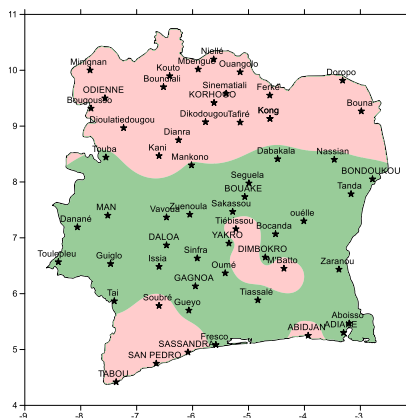 Niellé
Mbengué
Ouangolo
Minignan
Kouto
Doropo
Boundiali
Sinematiali
Ferké
ODIENNE
KORHOGO
Bougousso
Bouna
Kong
Dioulatiedougou
Dikodougou
Tafiré
Dianra
Touba
Kani
Mankono
Dabakala
Nassian
BONDOUKOU
Seguela
Tanda
BOUAKE
MAN
Vavoua
Zuenoula
Sakassou
ouélle
Danané
Tiébissou
Bocanda
DALOA
YAKRO
Toulepleu
Guiglo
Issia
Sinfra
DIMBOKRO
M'Batto
Zaranou
Oumé
GAGNOA
Tai
Soubré
Gueyo
Tiassalé
Aboisso
ABIDJAN
ADIAKE
Fresco
SASSANDRA
SAN PEDRO
TABOU
11
10
9
8
7
6
5
4
-9
-8
-7
-6
-5
-4
-3